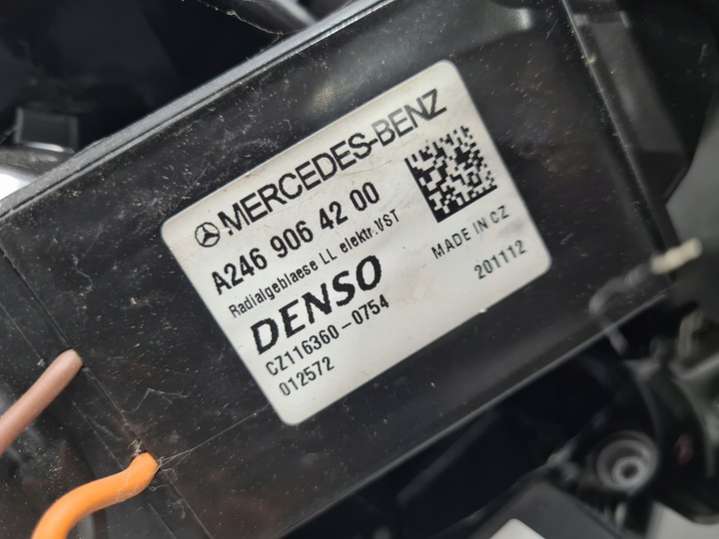 MERCEDES-BENZ
A246 906 42 00
Radialgeblaese LL elektr.VST
DENSO
MADE IN CZ
CZ116360-0754
201112
012572